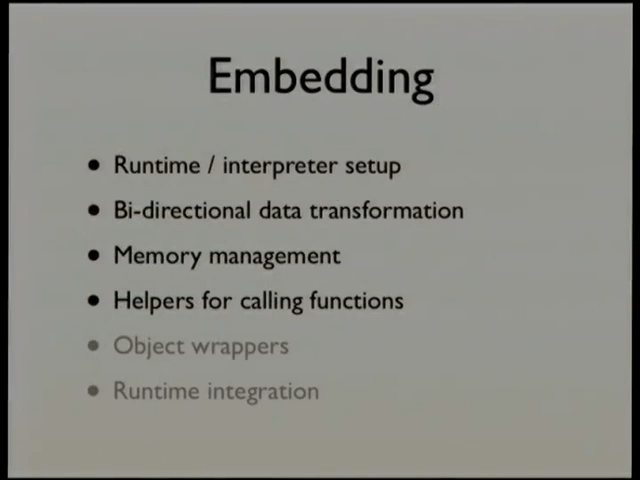 Embedding
• Runtime / interpreter setup
• Bi-directional data transformation
• Memory management
• Helpers for calling functions
• Object wrappers
• Runtime integration